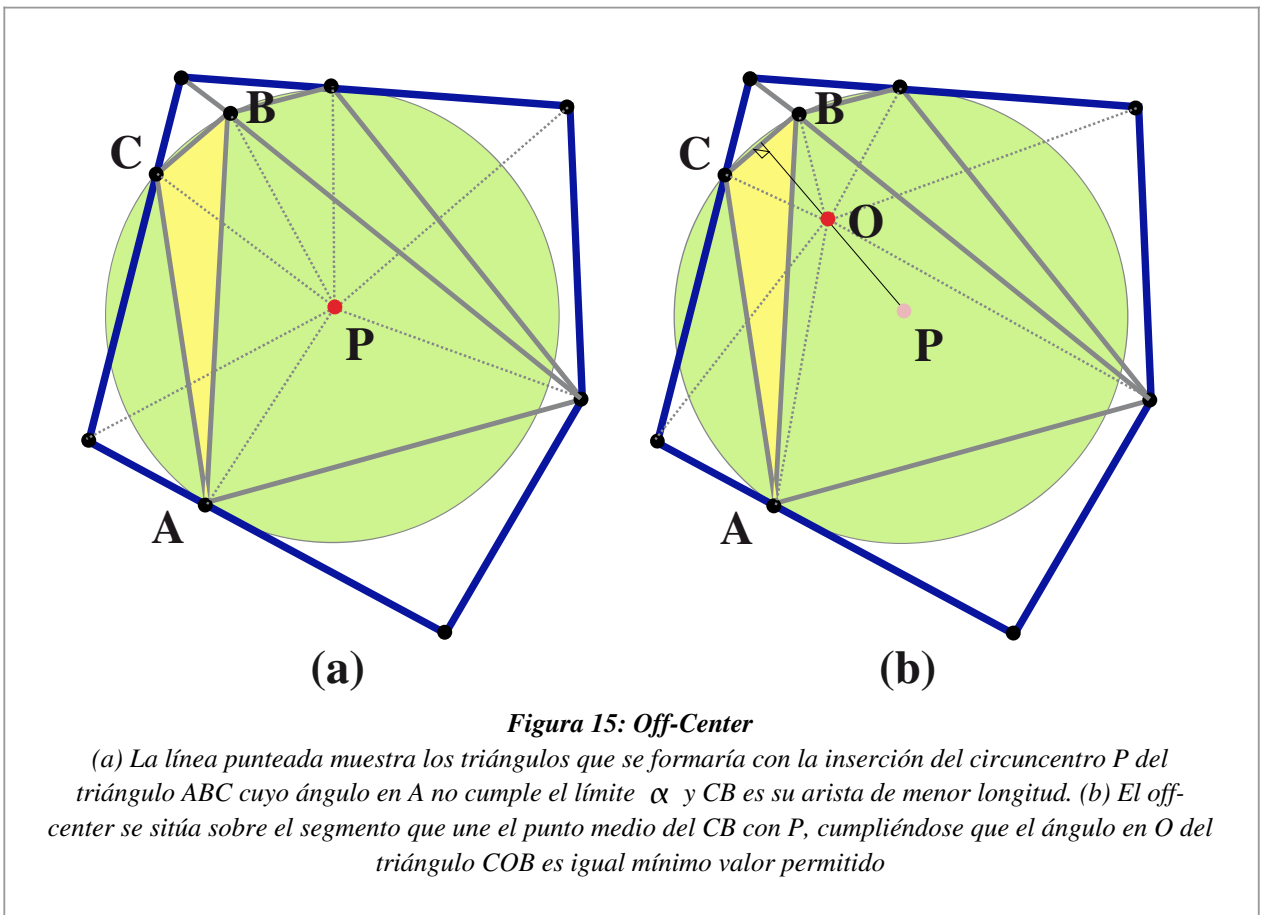 B
C
P
A
(a)
B
C
O
P
A
(b)
Figura 15: Off-Center
(a) La línea punteada muestra los triángulos que se formaría con la inserción del circuncentro P del
triángulo ABC cuyo ángulo en A no cumple el límite α y CB es su arista de menor longitud. (b) El off-
center se sitúa sobre el segmento que une el punto medio del CB con P, cumpliéndose que el ángulo en O del
triángulo COB es igual mínimo valor permitido